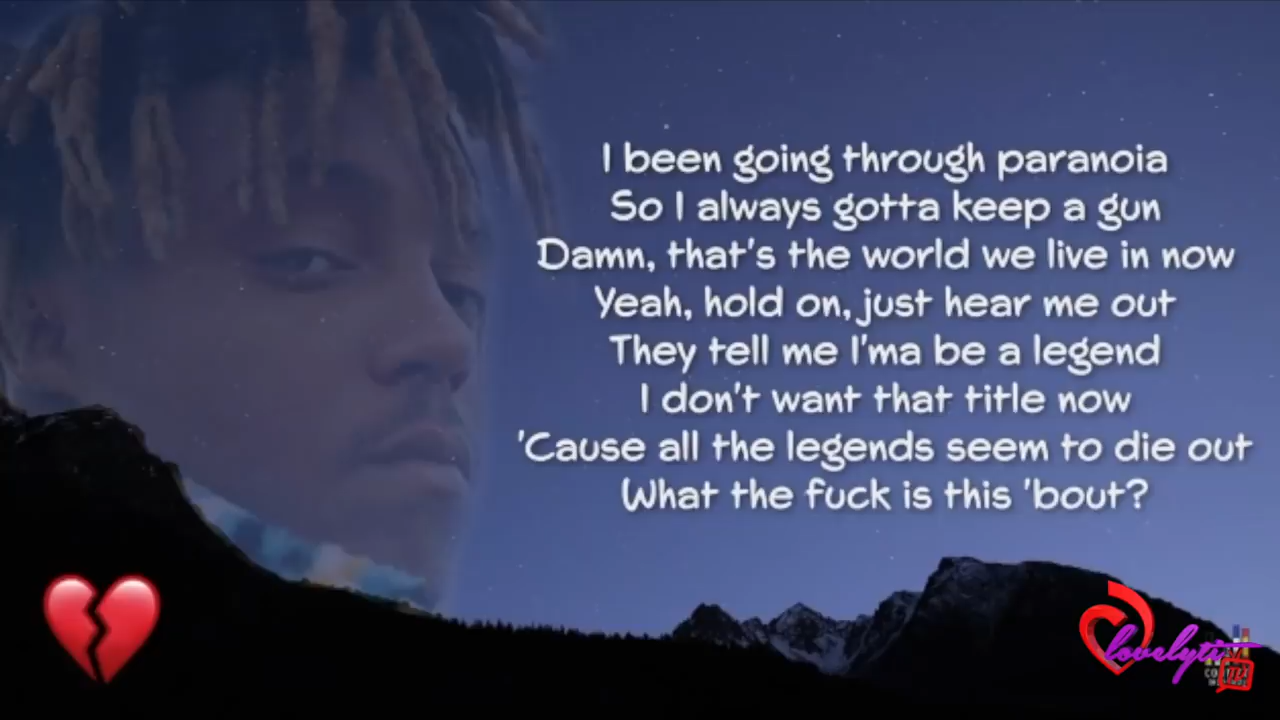 I been going through paranoia
So I always gotta keep a gun
Damn, that's the world we live in now
Yeah, hold on, just hear me out
They tell me I'ma be a legend
I don't want that title now
'Cause all the legends seem to die out
What the fuck is this 'bout?